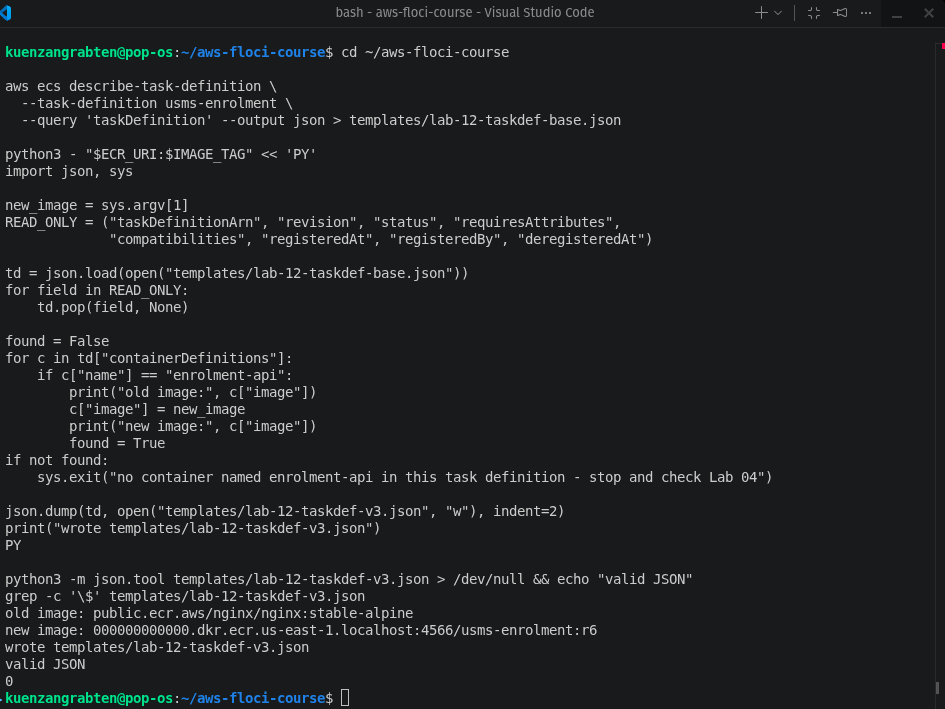 bash - aws-floci-course - Visual Studio Code
kuenzangrabten@pop-os:~/aws-floci-course$ cd ~/aws-floci-course

aws ecs describe-task-definition \
  --task-definition usms-enrolment \
  --query 'taskDefinition' --output json > templates/lab-12-taskdef-base.json

python3 - "$ECR_URI:$IMAGE_TAG" << 'PY'
import json, sys

new_image = sys.argv[1]
READ_ONLY = ("taskDefinitionArn", "revision", "status", "requiresAttributes",
             "compatibilities", "registeredAt", "registeredBy", "deregisteredAt")

td = json.load(open("templates/lab-12-taskdef-base.json"))
for field in READ_ONLY:
    td.pop(field, None)

found = False
for c in td["containerDefinitions"]:
    if c["name"] == "enrolment-api":
        print("old image:", c["image"])
        c["image"] = new_image
        print("new image:", c["image"])
        found = True
if not found:
    sys.exit("no container named enrolment-api in this task definition - stop and check Lab 04")

json.dump(td, open("templates/lab-12-taskdef-v3.json", "w"), indent=2)
print("wrote templates/lab-12-taskdef-v3.json")
PY

python3 -m json.tool templates/lab-12-taskdef-v3.json > /dev/null && echo "valid JSON"
grep -c '\$' templates/lab-12-taskdef-v3.json
old image: public.ecr.aws/nginx/nginx:stable-alpine
new image: 000000000000.dkr.ecr.us-east-1.localhost:4566/usms-enrolment:r6
wrote templates/lab-12-taskdef-v3.json
valid JSON
0
kuenzangrabten@pop-os:~/aws-floci-course$